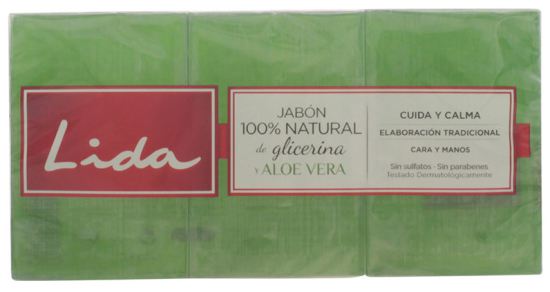 Lida
JABÓN
100% NATURAL
de glicerina
y ALOE VERA
CUIDA Y CALMA
ELABORACIÓN TRADICIONAL
CARA Y MANOS
Sin sulfatos · Sin parabenes
Testado Dermatológicamente